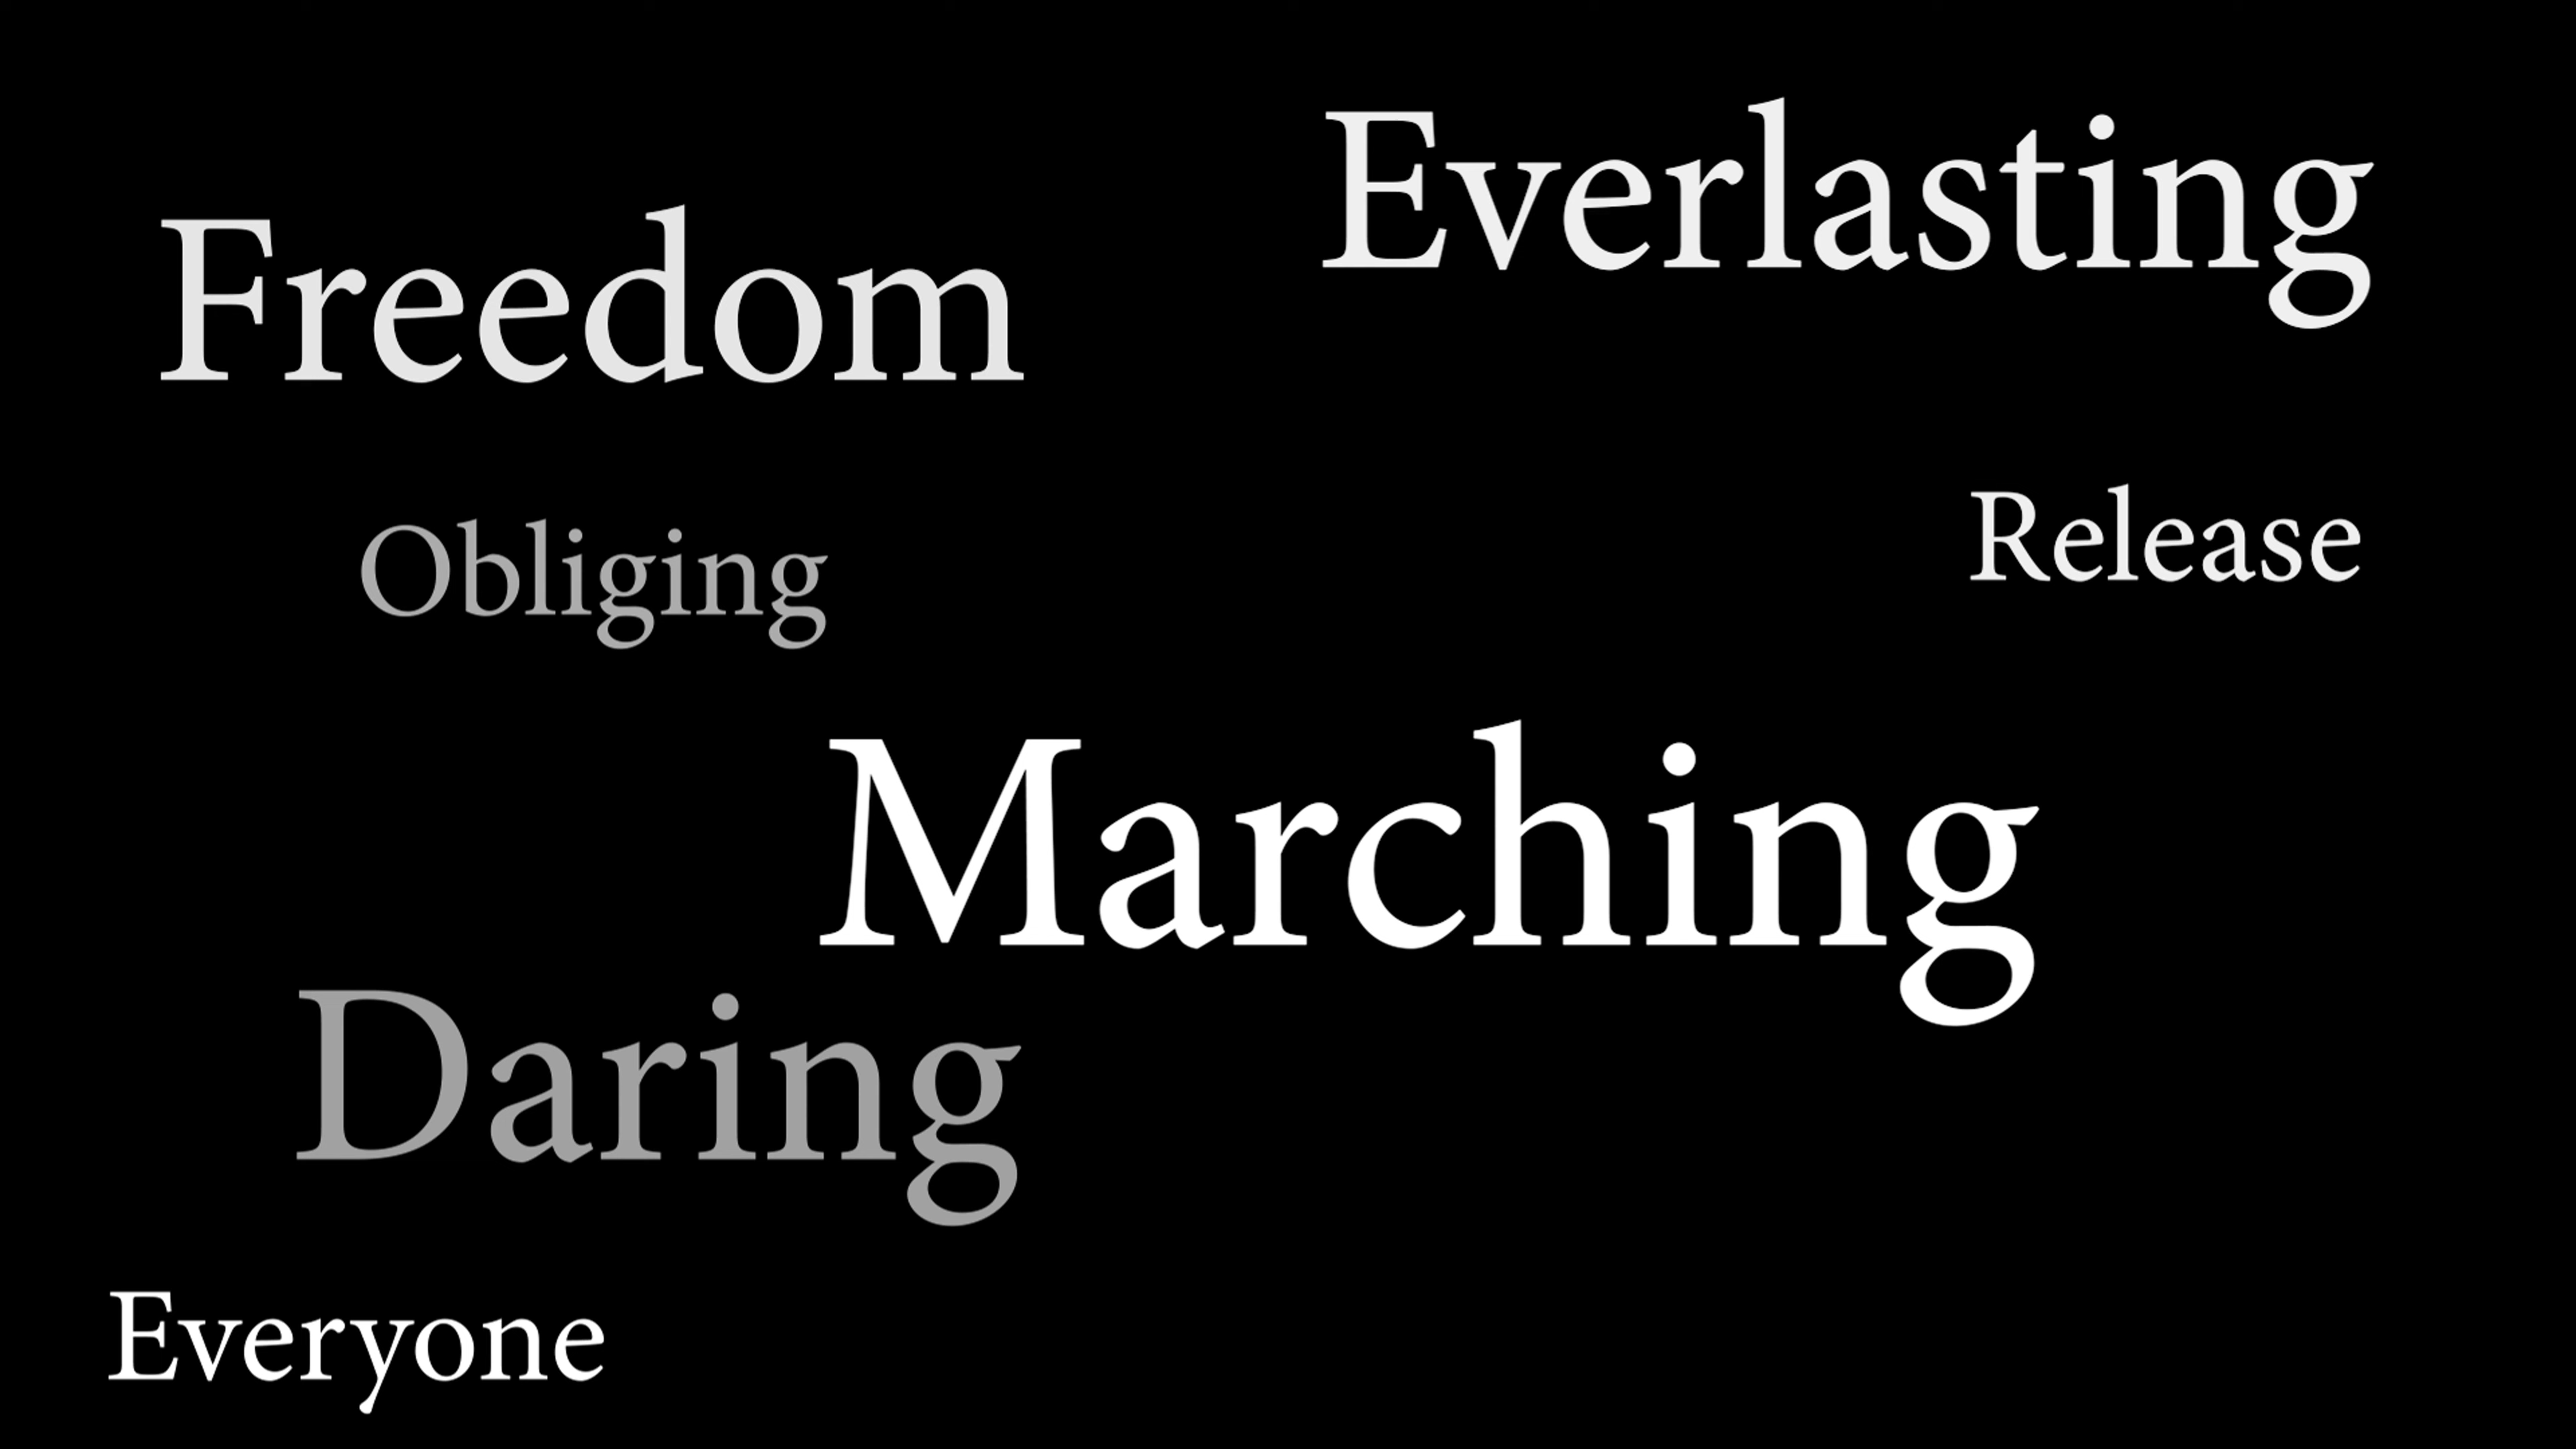 Everlasting
Freedom
Release
Obliging
Marching
Daring
Everyone